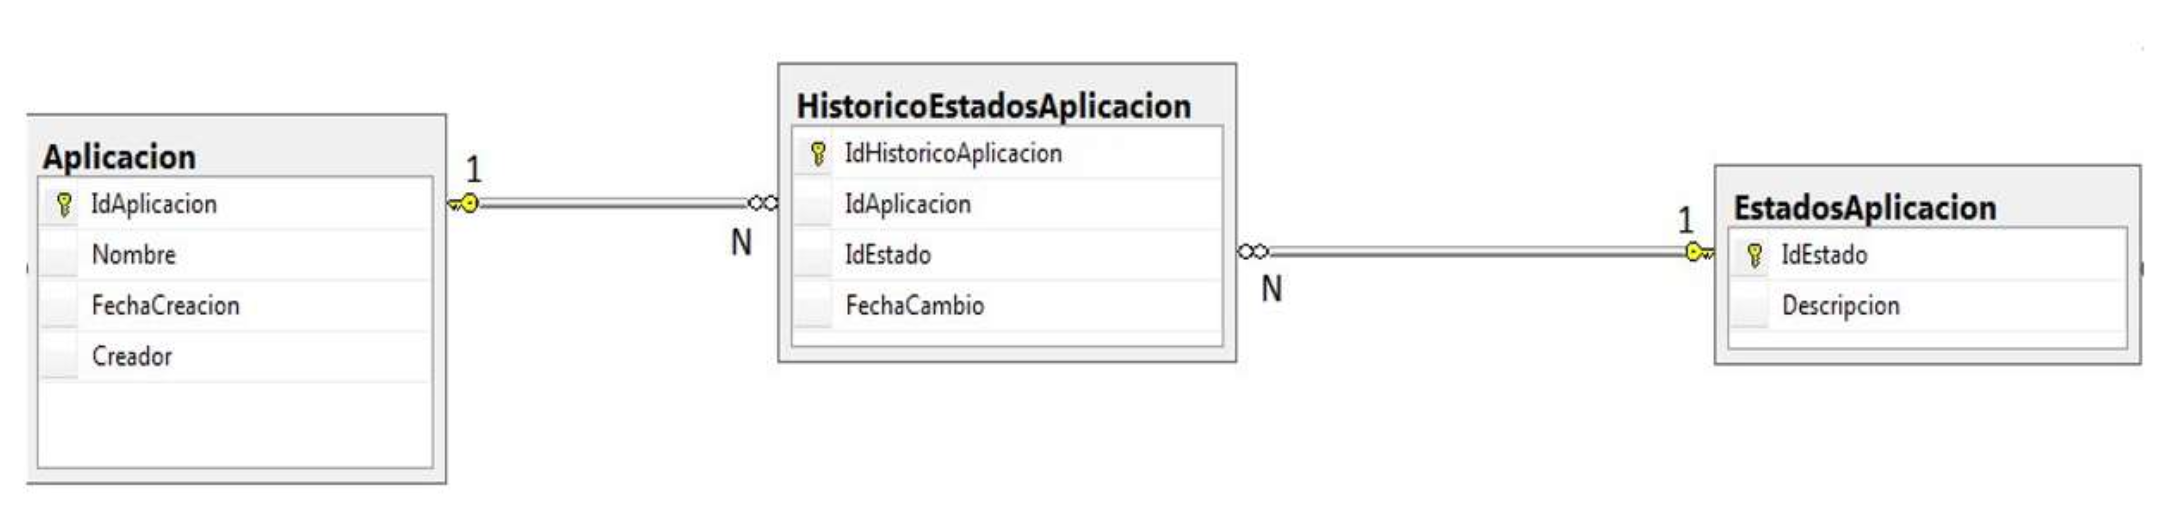 Aplicacion
IdAplicacion
Nombre
FechaCreacion
Creador
1
N
HistoricoEstadosAplicacion
IdHistoricoAplicacion
IdAplicacion
IdEstado
FechaCambio
N
1
EstadosAplicacion
IdEstado
Descripcion